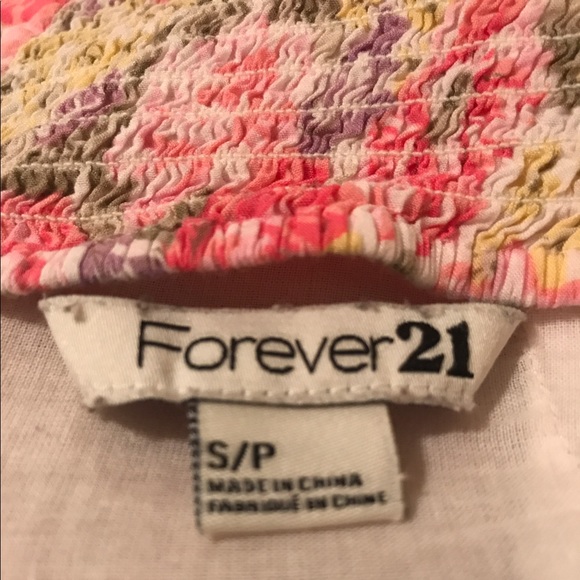 Forever21
S/P
MADE IN CHINA
FABRIQUÉ EN CHINE